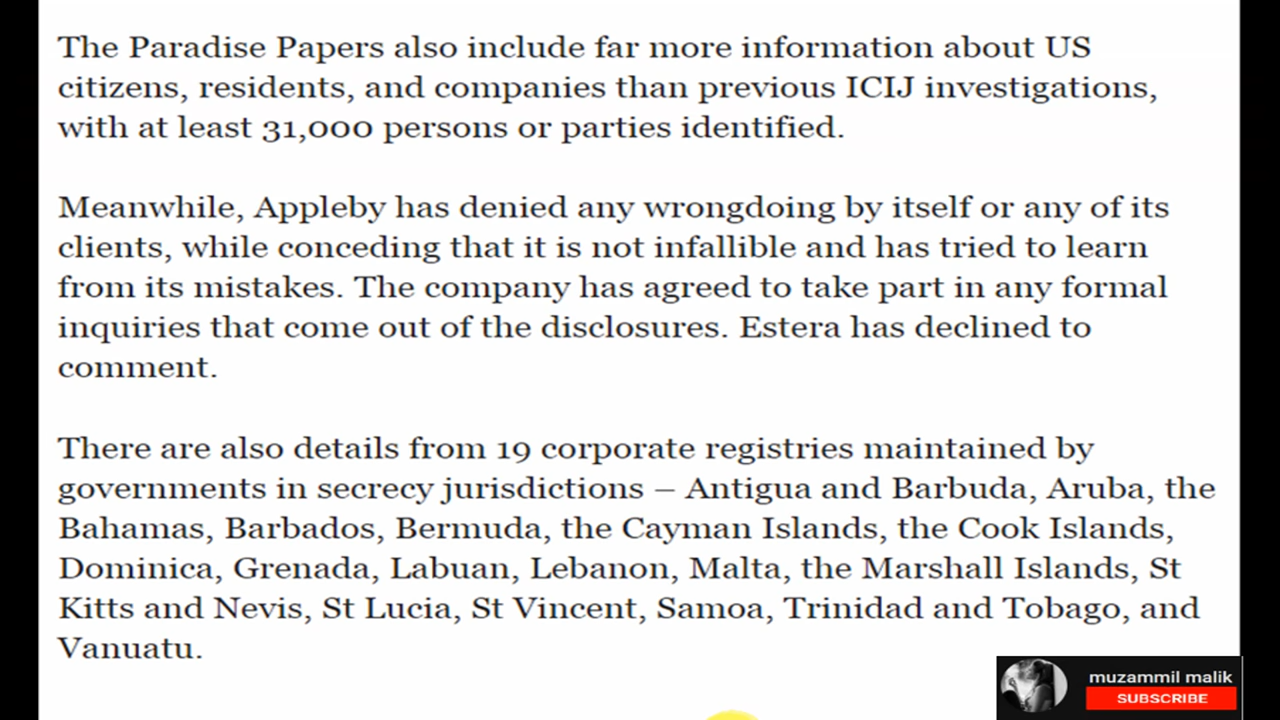 The Paradise Papers also include far more information about US
citizens, residents, and companies than previous ICIJ investigations,
with at least 31,000 persons or parties identified.
Meanwhile, Appleby has denied any wrongdoing by itself or any of its
clients, while conceding that it is not infallible and has tried to learn
from its mistakes. The company has agreed to take part in any formal
inquiries that come out of the disclosures. Estera has declined to
comment.
There are also details from 19 corporate registries maintained by
governments in secrecy jurisdictions – Antigua and Barbuda, Aruba, the
Bahamas, Barbados, Bermuda, the Cayman Islands, the Cook Islands,
Dominica, Grenada, Labuan, Lebanon, Malta, the Marshall Islands, St
Kitts and Nevis, St Lucia, St Vincent, Samoa, Trinidad and Tobago, and
Vanuatu.
muzammil malik
SUBSCRIBE